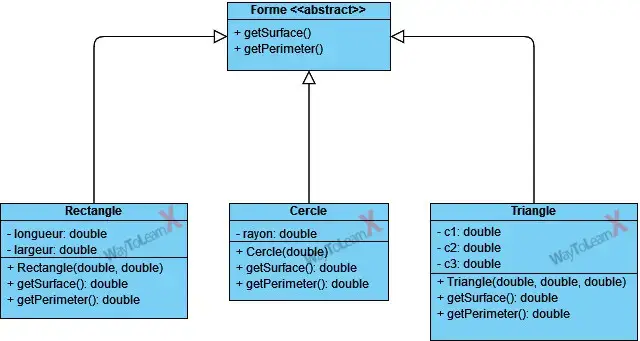 Forme <<abstract>>
+ getSurface()
+ getPerimeter()
Rectangle
- longueur: double
- largeur: double
+ Rectangle(double, double)
+ getSurface(): double
+ getPerimeter(): double
WayToLearnX
Cercle
- rayon: double
+ Cercle(double)
+ getSurface(): double
+ getPerimeter(): double
WayToLearnX
Triangle
- c1: double
- c2: double
- c3: double
+ Triangle(double, double, double)
+ getSurface(): double
+ getPerimeter(): double
WayToLearnX